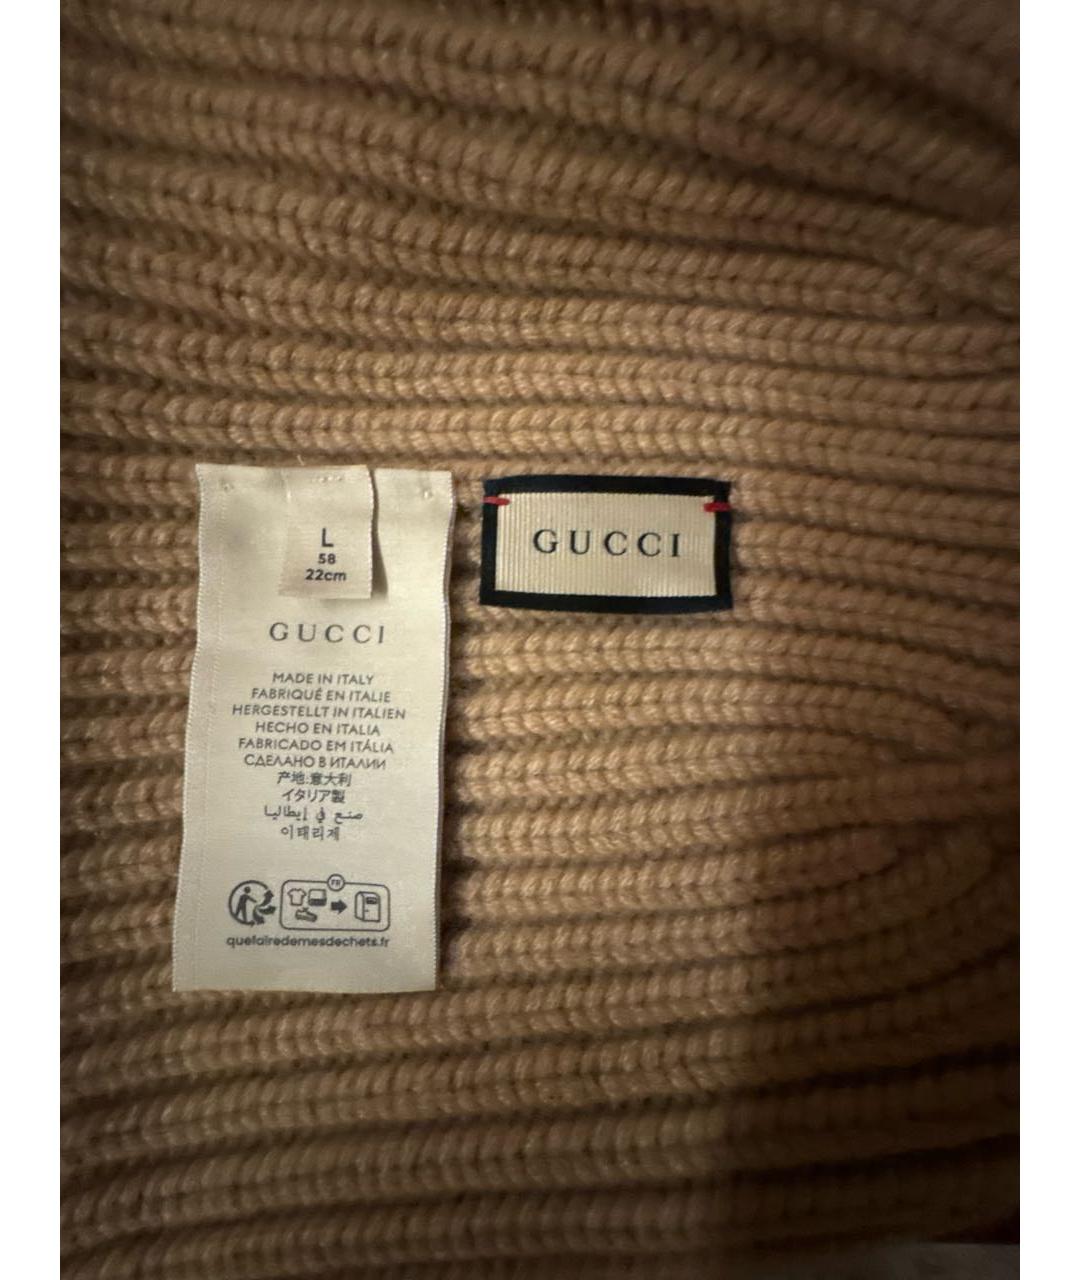 L
58
22cm
GUCCI
GUCCI
MADE IN ITALY
FABRIQUÉ EN ITALIE
HERGESTELLT IN ITALIEN
HECHO EN ITALIA
FABRICADO EM ITÁLIA
СДЕЛАНО В ИТАЛИИ
产地:意大利
イタリア製
صنع في إيطاليا
이태리제
FR
quefairedemesdechets.fr